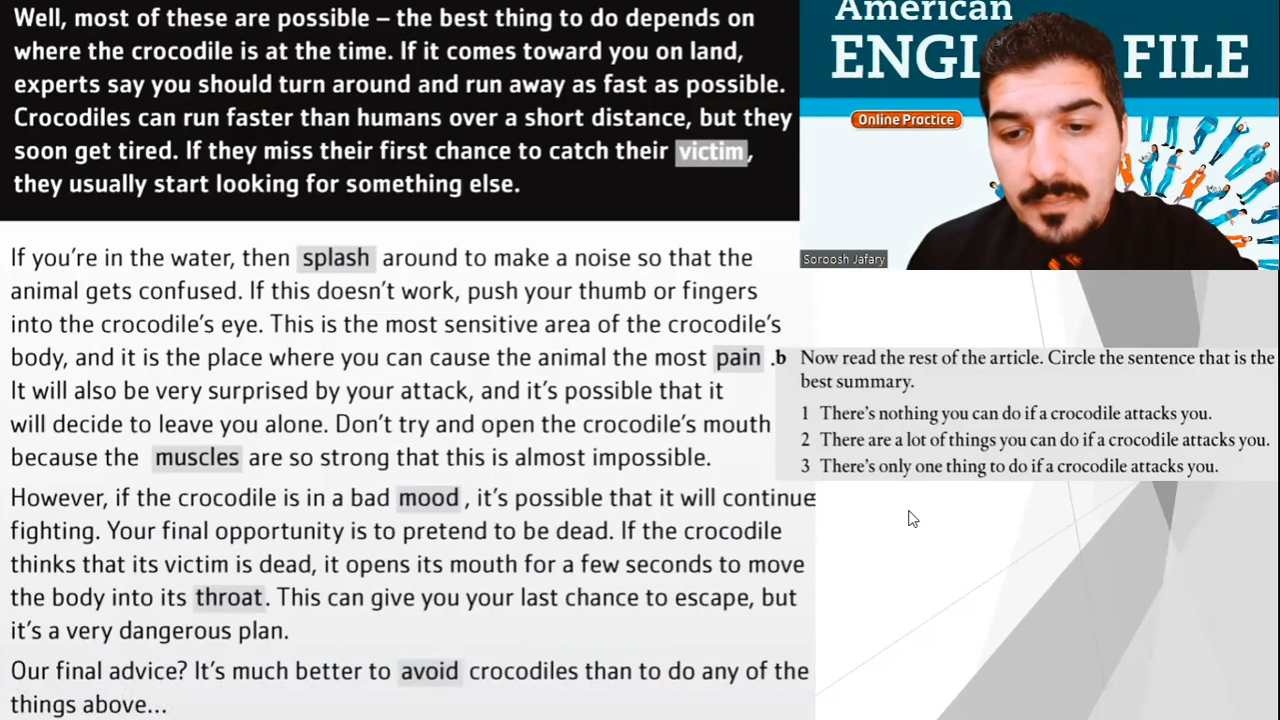 Well, most of these are possible – the best thing to do depends on
where the crocodile is at the time. If it comes toward you on land,
experts say you should turn around and run away as fast as possible.
Crocodiles can run faster than humans over a short distance, but they
soon get tired. If they miss their first chance to catch their victim,
they usually start looking for something else.
If you're in the water, then splash around to make a noise so that the
animal gets confused. If this doesn't work, push your thumb or fingers
into the crocodile's eye. This is the most sensitive area of the crocodile's
body, and it is the place where you can cause the animal the most pain .
It will also be very surprised by your attack, and it's possible that it
will decide to leave you alone. Don't try and open the crocodile's mouth
because the muscles are so strong that this is almost impossible.
However, if the crocodile is in a bad mood , it's possible that it will continue
fighting. Your final opportunity is to pretend to be dead. If the crocodile
thinks that its victim is dead, it opens its mouth for a few seconds to move
the body into its throat. This can give you your last chance to escape, but
it's a very dangerous plan.
Our final advice? It's much better to avoid crocodiles than to do any of the
things above...
American
ENGL FILE
Online Practice
Soroosh Jafary
b Now read the rest of the article. Circle the sentence that is the
best summary.
1 There's nothing you can do if a crocodile attacks you.
2 There are a lot of things you can do if a crocodile attacks you.
3 There's only one thing to do if a crocodile attacks you.